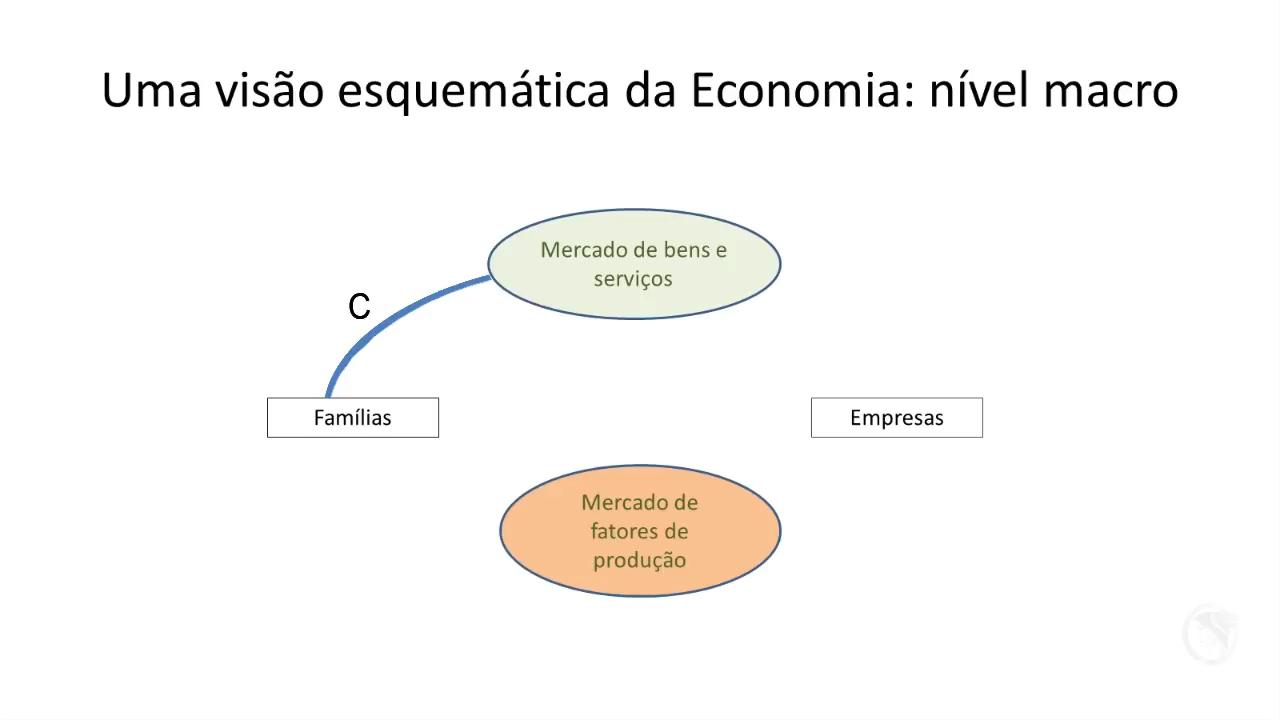 Uma visão esquemática da Economia: nível macro
Mercado de bens e
serviços
C
Famílias
Empresas
Mercado de
fatores de
produção